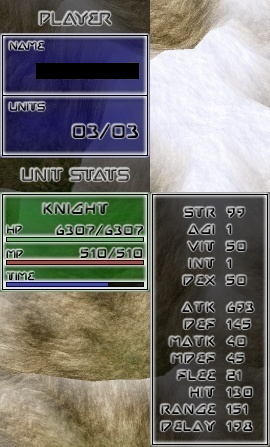 PLAYER
NAME
UNITS
03/03
UNIT STATS
KNIGHT
HP 6307/6307
MP 510/510
TIME
STR 99
AGI 1
VIT 50
INT 1
DEX 50
ATK 693
DEF 145
MATK 40
MDEF 45
FLEE 21
HIT 130
RANGE 151
DELAY 198